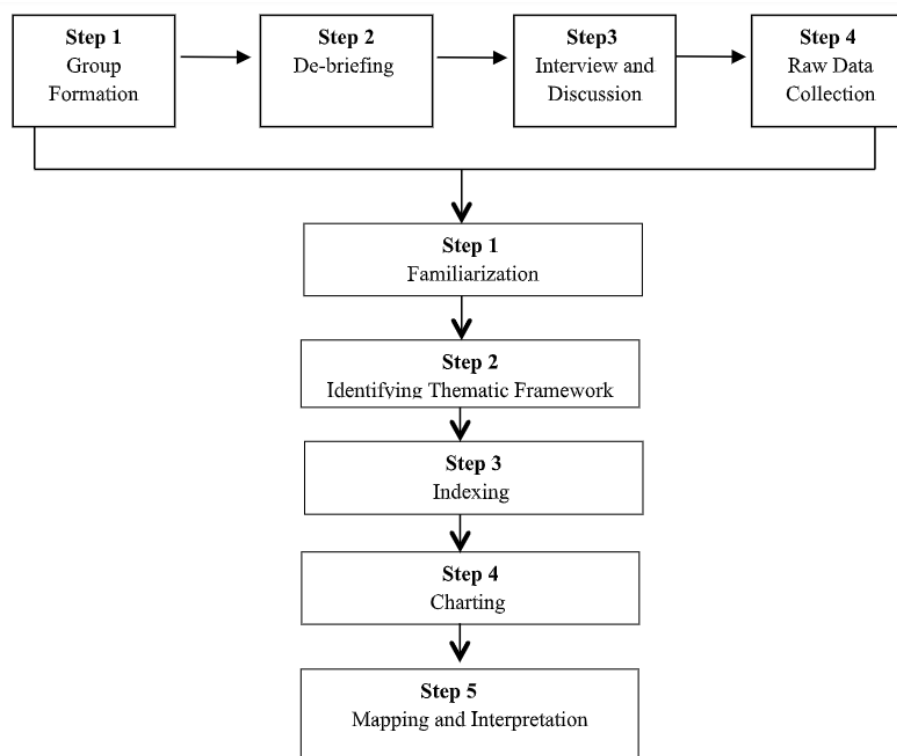 Step 1
Group
Formation
Step 2
De-briefing
Step3
Interview and
Discussion
Step 4
Raw Data
Collection
Step 1
Familiarization
Step 2
Identifying Thematic Framework
Step 3
Indexing
Step 4
Charting
Step 5
Mapping and Interpretation